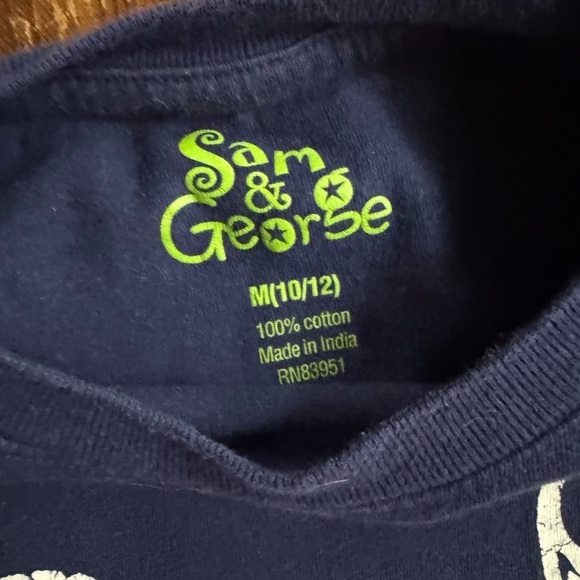 Sam
&
George
M(10/12)
100% cotton
Made in India
RN83951